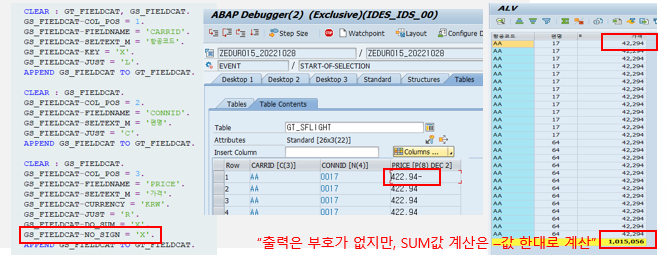 CLEAR : GT_FIELDCAT, GS_FIELDCAT.
GS_FIELDCAT-COL_POS = 1.
GS_FIELDCAT-FIELDNAME = 'CARRID'.
GS_FIELDCAT-SELTEXT_M = '항공코드'.
GS_FIELDCAT-KEY = 'X'.
GS_FIELDCAT-JUST = 'L'.
APPEND GS_FIELDCAT TO GT_FIELDCAT.
CLEAR : GS_FIELDCAT.
GS_FIELDCAT-COL_POS = 2.
GS_FIELDCAT-FIELDNAME = 'CONNID'.
GS_FIELDCAT-SELTEXT_M = '편명'.
GS_FIELDCAT-JUST = 'C'.
APPEND GS_FIELDCAT TO GT_FIELDCAT.
CLEAR : GS_FIELDCAT.
GS_FIELDCAT-COL_POS = 3.
GS_FIELDCAT-FIELDNAME = 'PRICE'.
GS_FIELDCAT-SELTEXT_M = '가격'.
GS_FIELDCAT-CURRENCY = 'KRW'.
GS_FIELDCAT-JUST = 'R'.
GS_FIELDCAT-DO_SUM = 'X'.
GS_FIELDCAT-NO_SIGN = 'X'.
APPEND GS_FIELDCAT TO GT_FIELDCAT.
ABAP Debugger(2) (Exclusive)(IDES_IDS_00)
Step Size Watchpoint Layout Configure D
ZEDUR015_20221028 / ZEDUR015_20221028
EVENT / START-OF-SELECTION
Desktop 1 Desktop 2 Desktop 3 Standard Structures Tables
Tables Table Contents
Table GT_SFLIGHT
Attributes Standard [26x3(22)]
Insert Column Columns ...
Row CARRID [C(3)] CONNID [N(4)] PRICE [P(8) DEC 2]
1 AA 0017 422.94-
2 AA 0017 422.94
3 AA 0017 422.94
4 AA 0017 422.94
ALV
항공코드 편명 가격
AA 17 42,294
AA 17 42,294
AA 17 42,294
AA 17 42,294
AA 17 42,294
AA 17 42,294
AA 17 42,294
AA 17 42,294
AA 17 42,294
AA 17 42,294
AA 17 42,294
AA 17 42,294
AA 64 42,294
AA 64 42,294
AA 64 42,294
AA 64 42,294
AA 64 42,294
AA 64 42,294
AA 64 42,294
AA 64 42,294
AA 64 42,294
AA 64 42,294
AA 64 42,294
1,015,056
“출력은 부호가 없지만, SUM값 계산은 –값 한대로 계산”